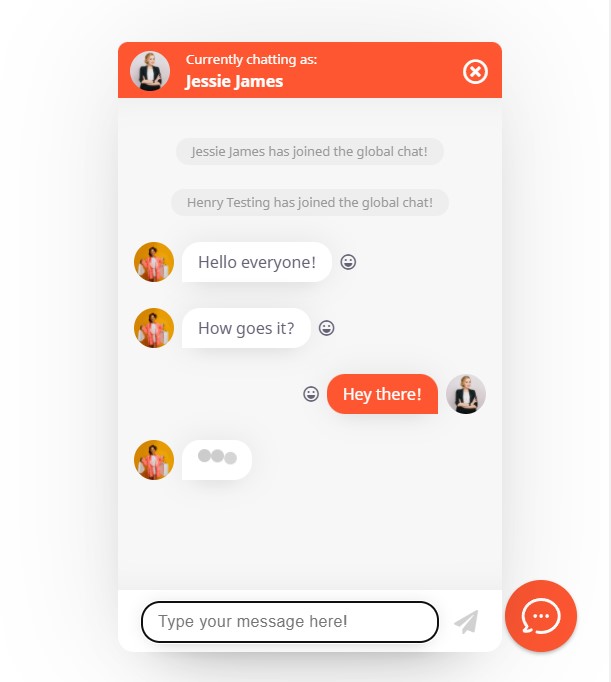 Currently chatting as:
Jessie James
Jessie James has joined the global chat!
Henry Testing has joined the global chat!
Hello everyone!
How goes it?
Hey there!
Type your message here!